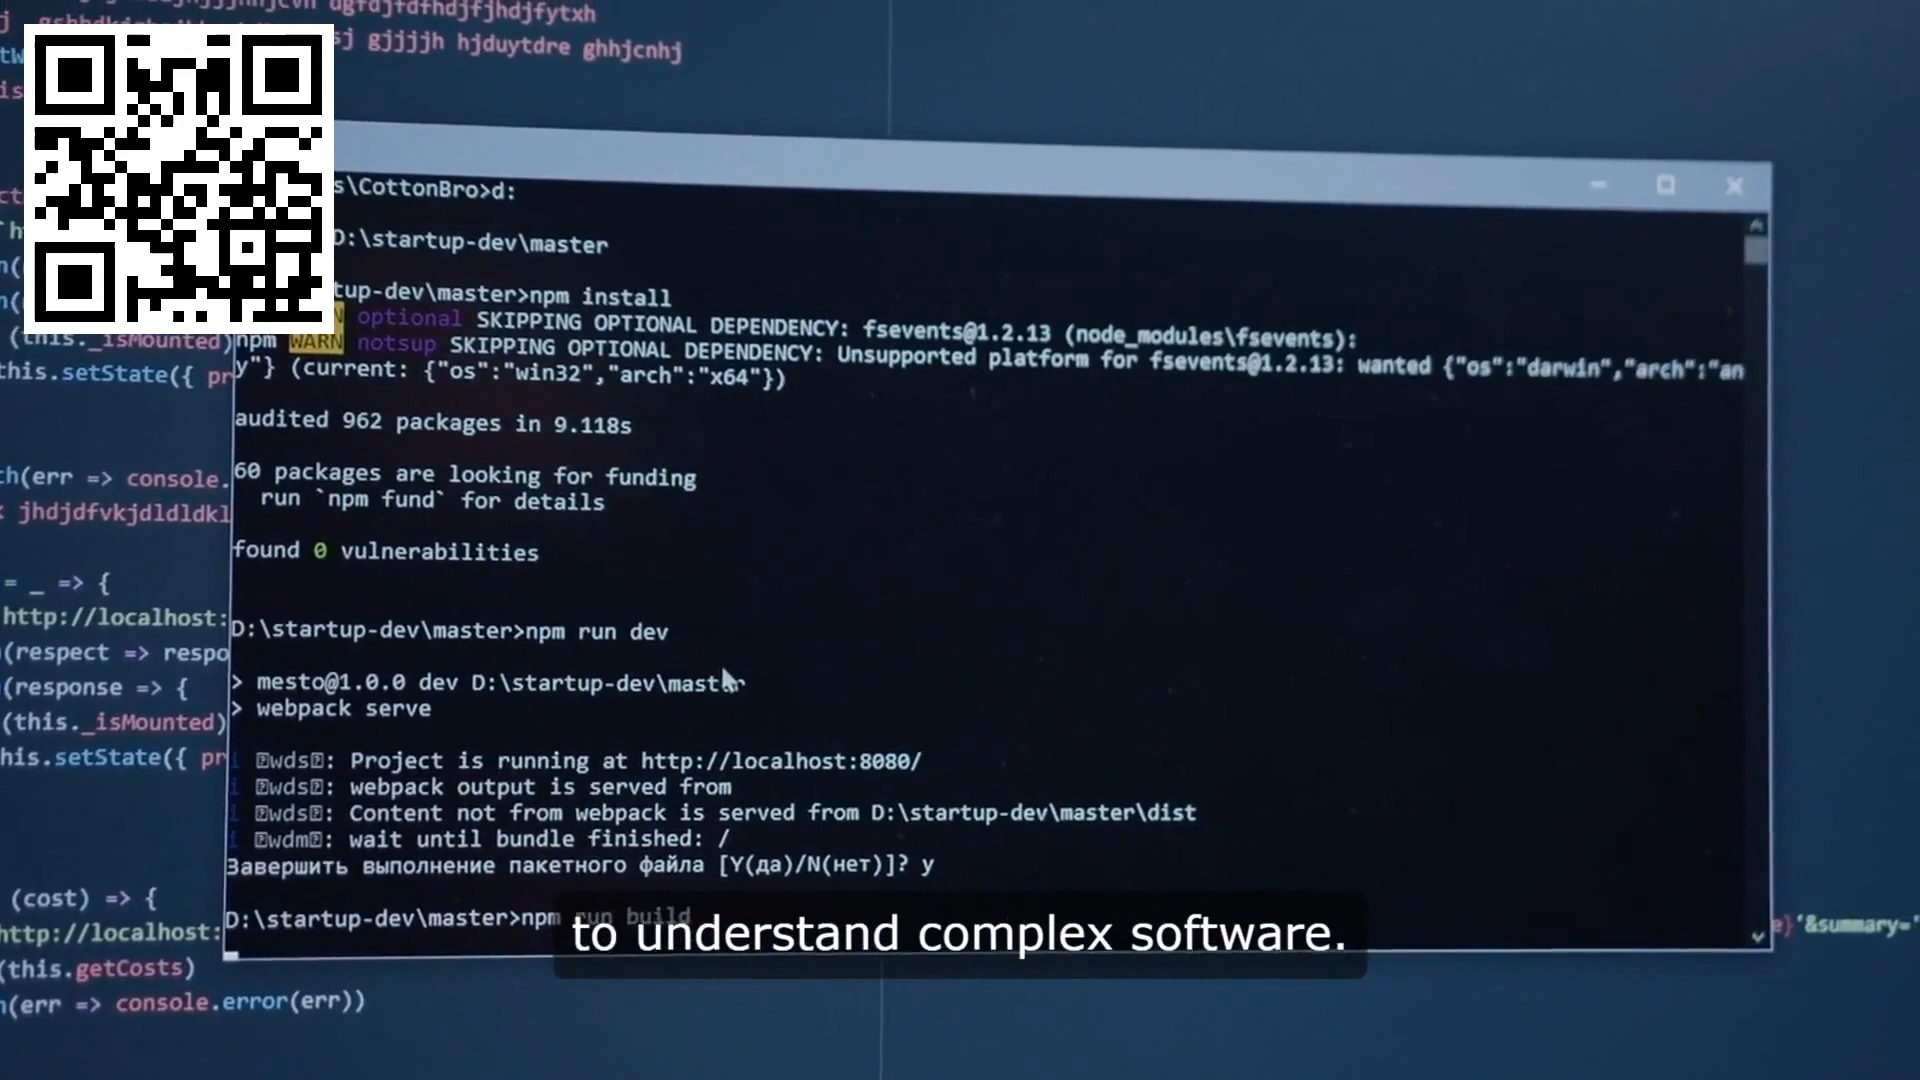 ugfdjfdfhdjfjhdjfytxh
sj gjjjjh hjduytdre ghhjcnhj
s\CottonBro>d:
D:\startup-dev\master
tup-dev\master>npm install
optional SKIPPING OPTIONAL DEPENDENCY: fsevents@1.2.13 (node_modules\fsevents):
npm WARN notsup SKIPPING OPTIONAL DEPENDENCY: Unsupported platform for fsevents@1.2.13: wanted {"os":"darwin","arch":"an
y"} (current: {"os":"win32","arch":"x64"})
audited 962 packages in 9.118s
60 packages are looking for funding
run `npm fund` for details
found 0 vulnerabilities
D:\startup-dev\master>npm run dev
> mesto@1.0.0 dev D:\startup-dev\master
> webpack serve
i wds: Project is running at http://localhost:8080/
i wds: webpack output is served from
i wds: Content not from webpack is served from D:\startup-dev\master\dist
i wdm: wait until bundle finished: /
Завершить выполнение пакетного файла [Y(да)/N(нет)]? y
D:\startup-dev\master>npm run build
(this._isMounted)
this.setState({ pr
ch(err => console.
jhdjdfvkjdldldkl
= _ => {
http://localhost:
(respect => respo
(response => {
(this._isMounted)
his.setState({ pr
(cost) => {
http://localhost:
(this.getCosts)
(err => console.error(err))
}'&summary='
to understand complex software.